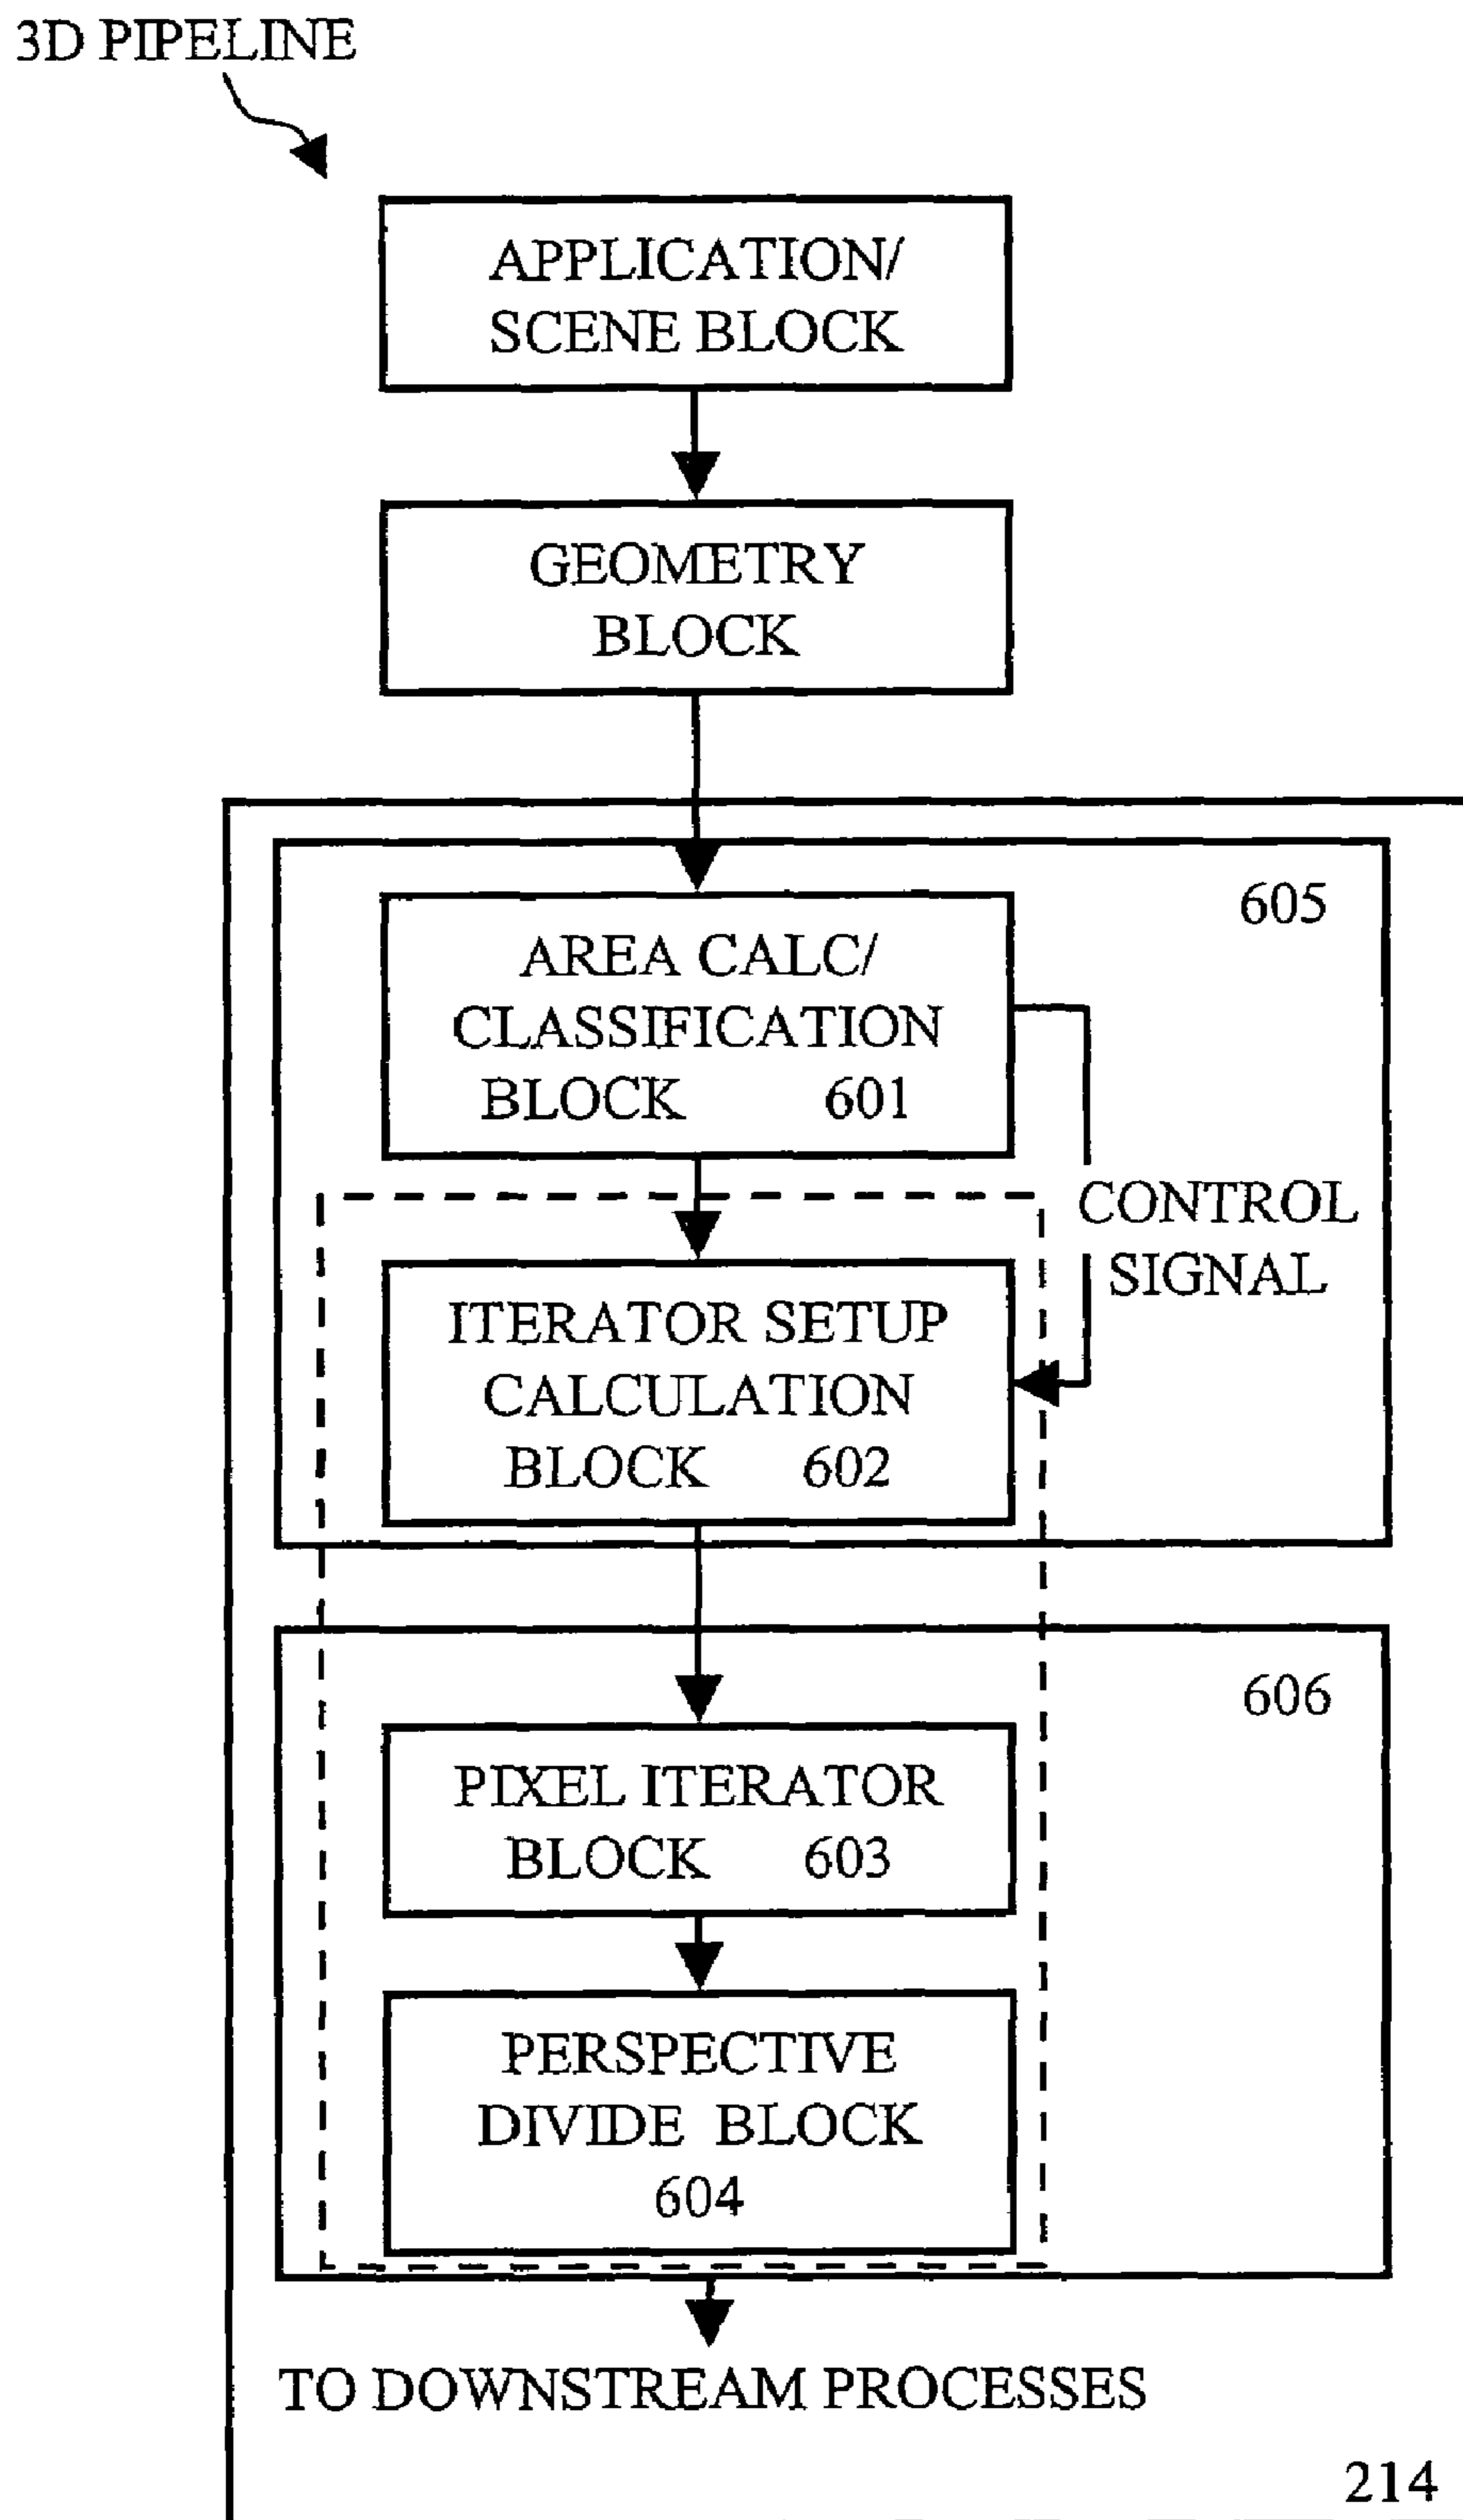 3D PIPELINE
APPLICATION/
SCENE BLOCK
GEOMETRY
BLOCK
605
AREA CALC/
CLASSIFICATION
BLOCK 601
CONTROL
SIGNAL
ITERATOR SETUP
CALCULATION
BLOCK 602
606
PIXEL ITERATOR
BLOCK 603
PERSPECTIVE
DIVIDE BLOCK
604
TO DOWNSTREAM PROCESSES
214